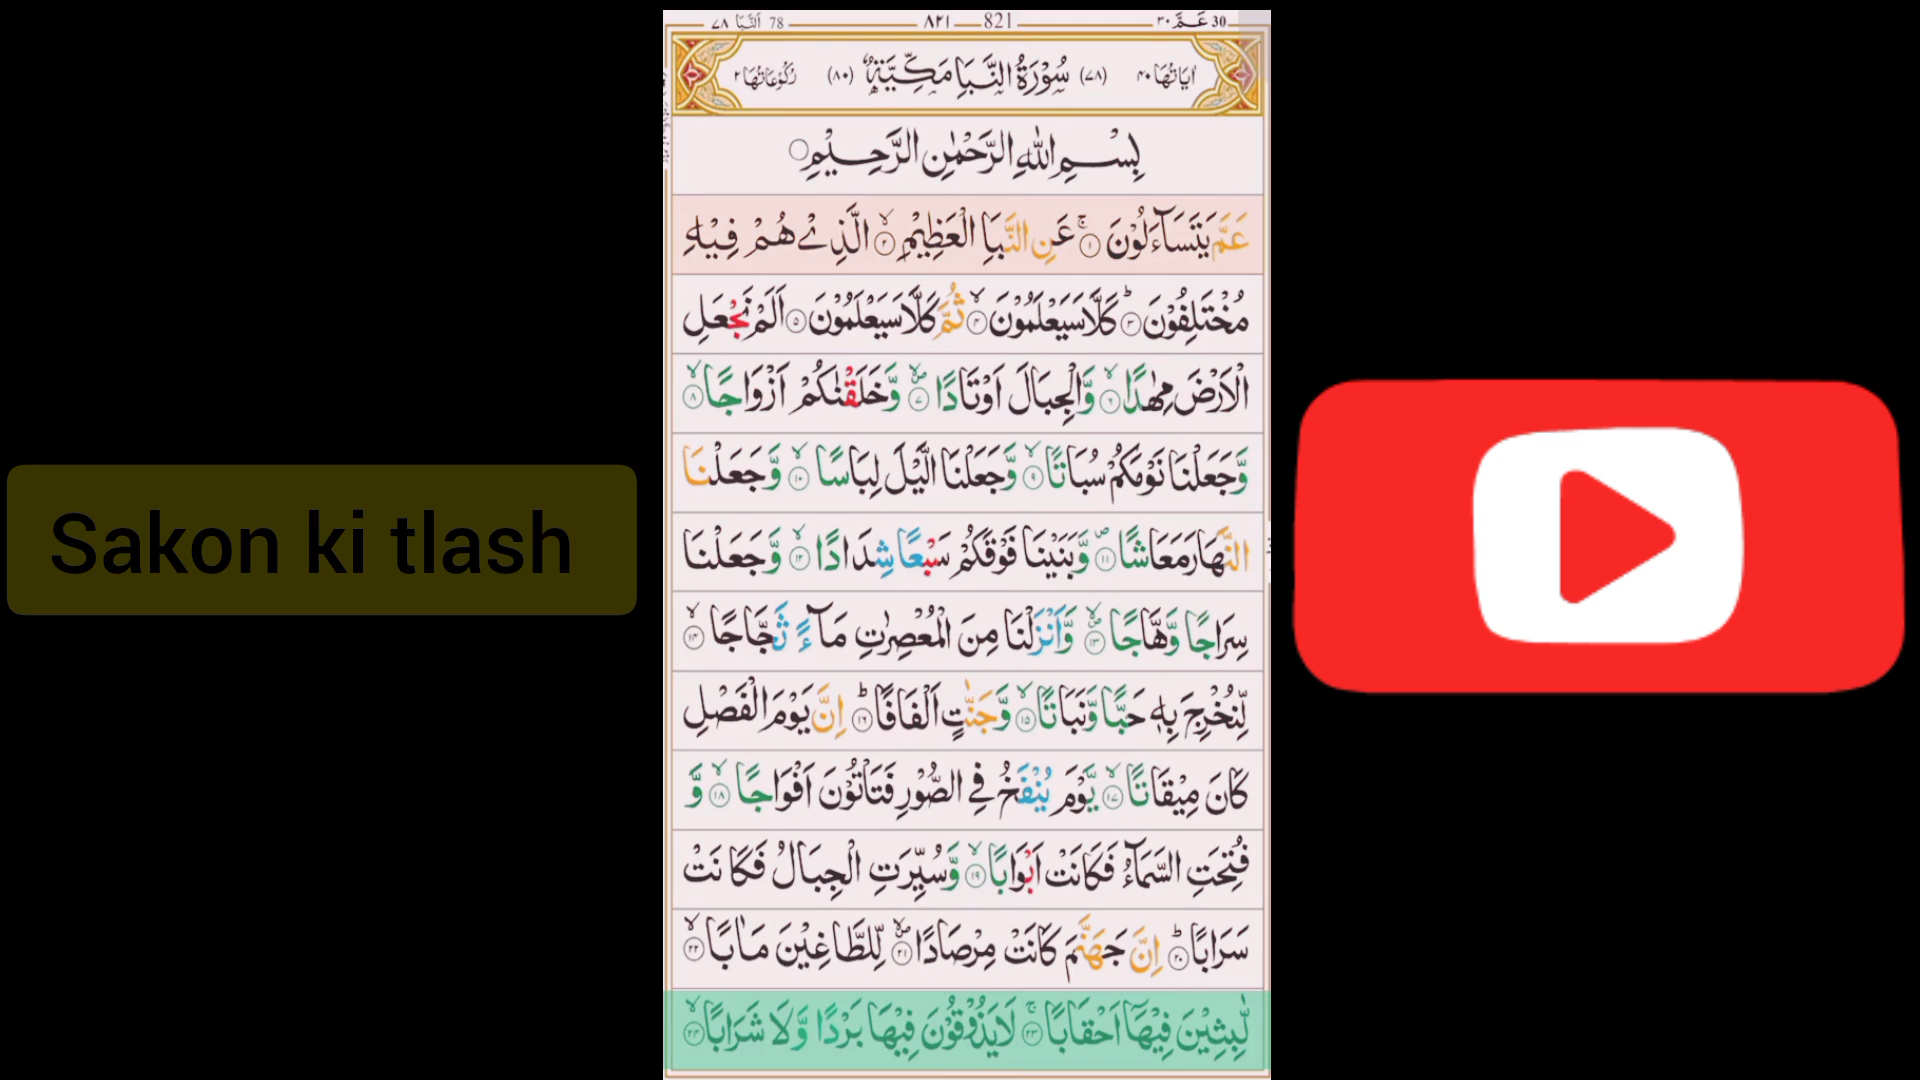 ٧٨ اَلنَّبَاِ 78 ٨٢١ 821 ٣٠ عَمَّ 30
اٰيَاتُهَا ٤٠ (٧٨) سُوْرَةُ النَّبَاِ مَكِّيَّةٌ (٨٠) رُكُوْعَاتُهَا ٢
بِسْمِ اللّٰهِ الرَّحْمٰنِ الرَّحِيْمِ
عَمَّ يَتَسَآءَلُوْنَ ۚ﴿١﴾ عَنِ النَّبَاِ الْعَظِيْمِ ۙ﴿٢﴾ الَّذِيْ هُمْ فِيْهِ
مُخْتَلِفُوْنَ ؕ﴿٣﴾ كَلَّا سَيَعْلَمُوْنَ ۙ﴿٤﴾ ثُمَّ كَلَّا سَيَعْلَمُوْنَ ﴿٥﴾ اَلَمْ نَجْعَلِ
الْاَرْضَ مِهٰدًا ۙ﴿٦﴾ وَّالْجِبَالَ اَوْتَادًا ۪ۙ﴿٧﴾ وَّخَلَقْنٰكُمْ اَزْوَاجًا ۙ﴿٨﴾
وَّجَعَلْنَا نَوْمَكُمْ سُبَاتًا ۙ﴿٩﴾ وَّجَعَلْنَا الَّيْلَ لِبَاسًا ۙ﴿١٠﴾ وَّجَعَلْنَا
النَّهَارَ مَعَاشًا ۪﴿١١﴾ وَّبَنَيْنَا فَوْقَكُمْ سَبْعًا شِدَادًا ۙ﴿١٢﴾ وَّجَعَلْنَا
سِرَاجًا وَّهَّاجًا ۪ۙ﴿١٣﴾ وَّاَنْزَلْنَا مِنَ الْمُعْصِرٰتِ مَآءً ثَجَّاجًا ۙ﴿١٤﴾
لِّنُخْرِجَ بِهٖ حَبًّا وَّنَبَاتًا ۙ﴿١٥﴾ وَّجَنّٰتٍ اَلْفَافًا ؕ﴿١٦﴾ اِنَّ يَوْمَ الْفَصْلِ
كَانَ مِيْقَاتًا ۙ﴿١٧﴾ يَّوْمَ يُنْفَخُ فِي الصُّوْرِ فَتَاْتُوْنَ اَفْوَاجًا ۙ﴿١٨﴾ وَّ
فُتِحَتِ السَّمَآءُ فَكَانَتْ اَبْوَابًا ۙ﴿١٩﴾ وَّسُيِّرَتِ الْجِبَالُ فَكَانَتْ
سَرَابًا ؕ﴿٢٠﴾ اِنَّ جَهَنَّمَ كَانَتْ مِرْصَادًا ۪ۙ﴿٢١﴾ لِّلطَّاغِيْنَ مَاٰبًا ۙ﴿٢٢﴾
لّٰبِثِيْنَ فِيْهَآ اَحْقَابًا ۚ﴿٢٣﴾ لَا يَذُوْقُوْنَ فِيْهَا بَرْدًا وَّلَا شَرَابًا ۙ﴿٢٤﴾
Sakon ki tlash